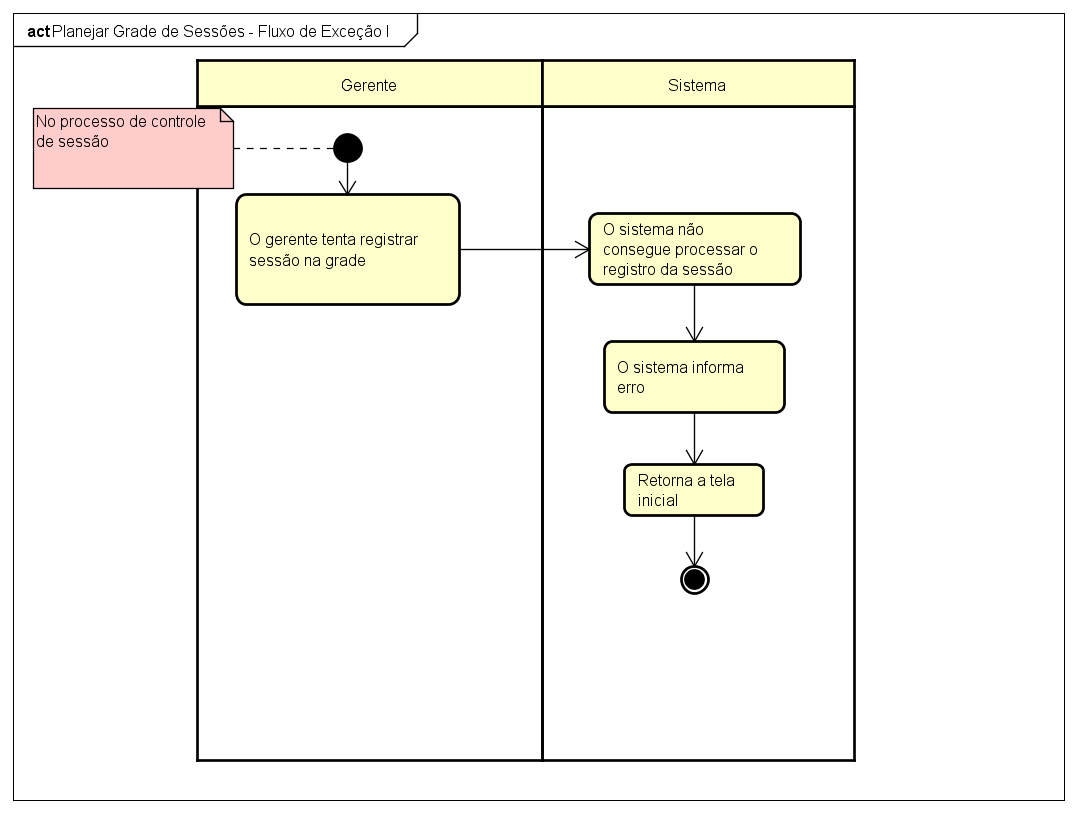 act Planejar Grade de Sessões - Fluxo de Exceção I
Gerente
Sistema
No processo de controle
de sessão
O gerente tenta registrar
sessão na grade
O sistema não
consegue processar o
registro da sessão
O sistema informa
erro
Retorna a tela
inicial